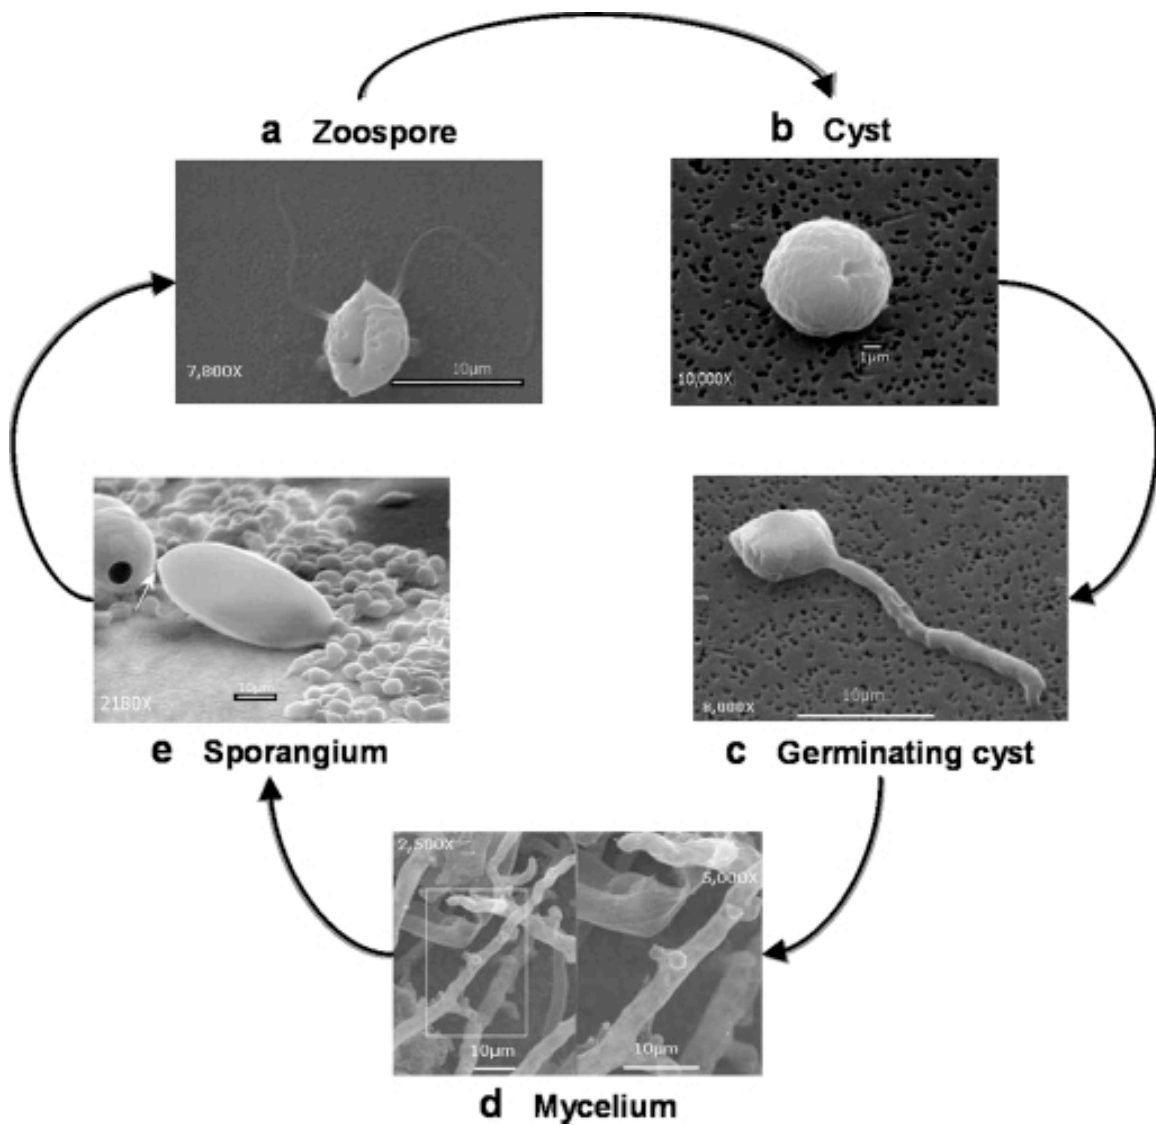 a Zoospore
b Cyst
7,800X
10µm
1µm
10,000X
2180X
10µm
8,000X
10µm
e Sporangium
c Germinating cyst
2,500X
5,000X
10µm
10µm
d Mycelium